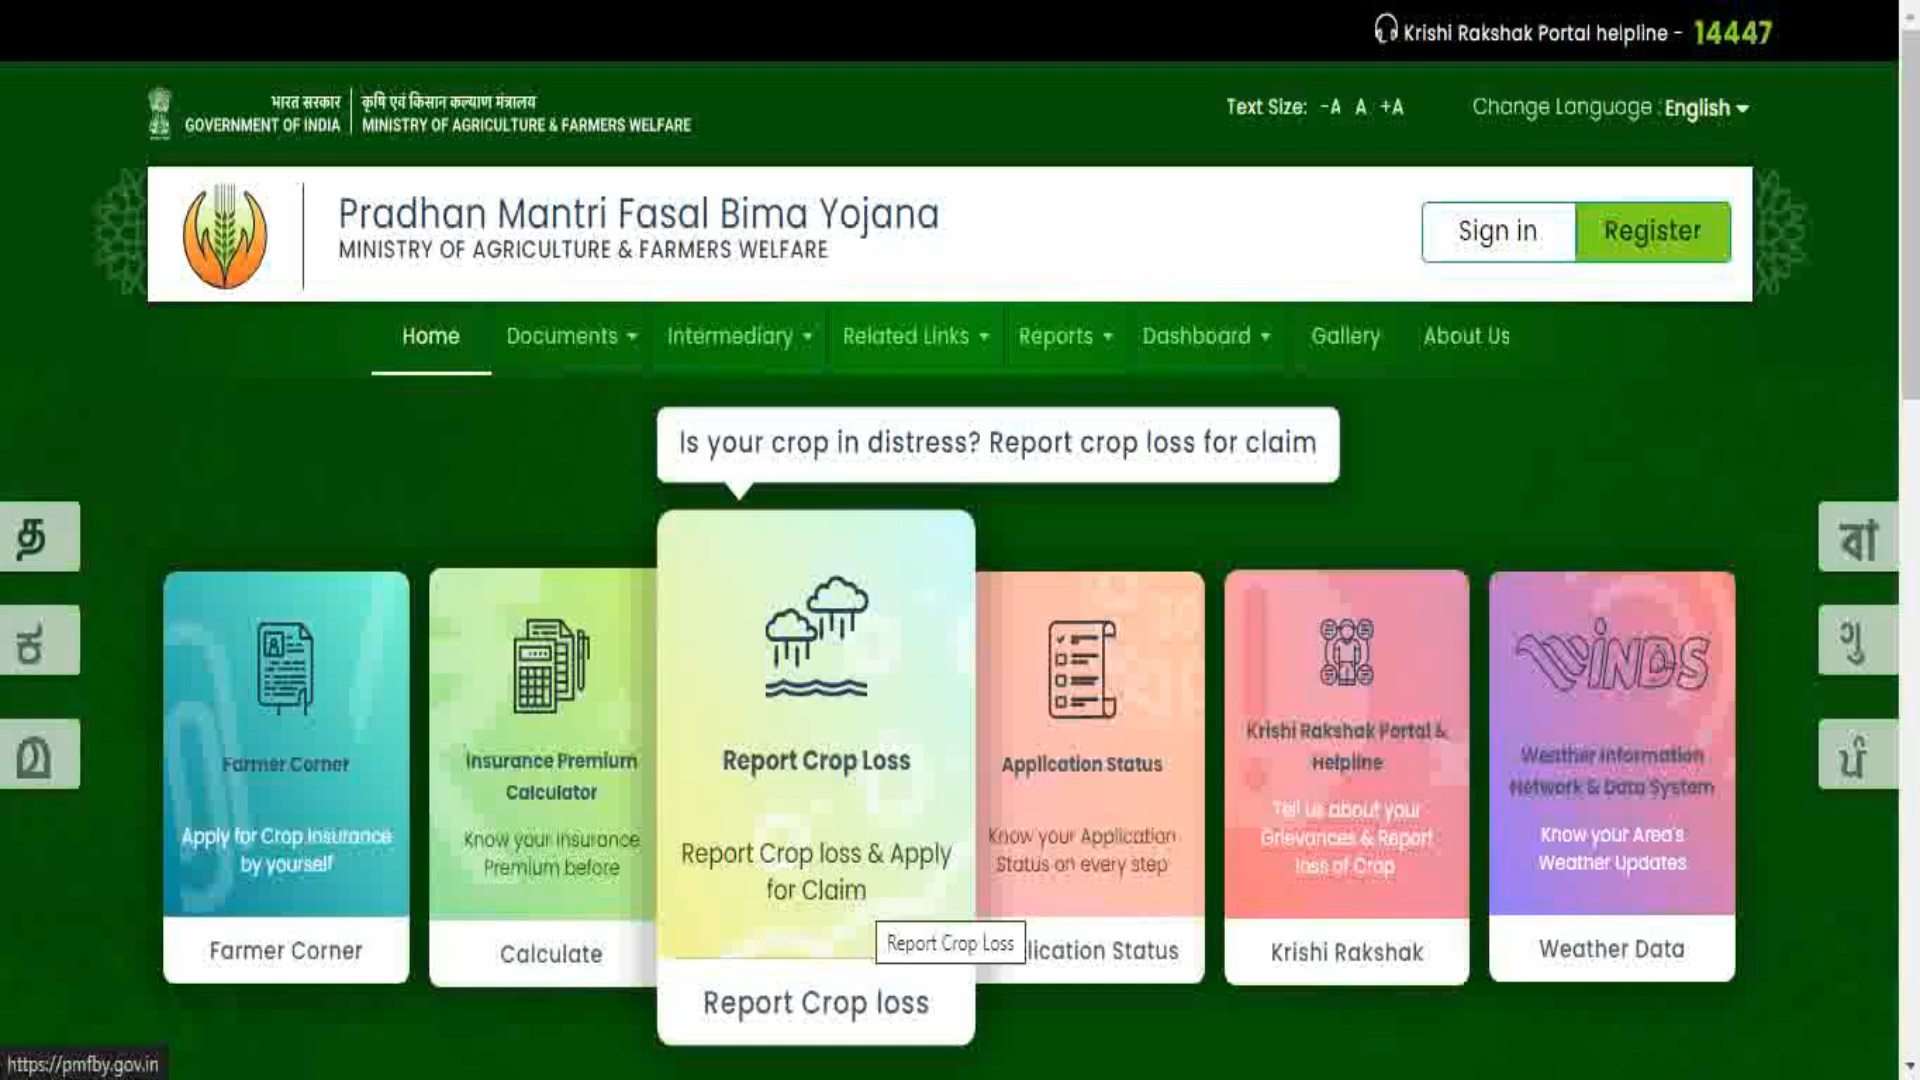 Krishi Rakshak Portal helpline - 14447
भारत सरकार
GOVERNMENT OF INDIA
कृषि एवं किसान कल्याण मंत्रालय
MINISTRY OF AGRICULTURE & FARMERS WELFARE
Text Size: -A A +A
Change Language : English
Pradhan Mantri Fasal Bima Yojana
MINISTRY OF AGRICULTURE & FARMERS WELFARE
Sign in
Register
Home
Documents
Intermediary
Related Links
Reports
Dashboard
Gallery
About Us
Is your crop in distress? Report crop loss for claim
த
ಕ
മ
Farmer Corner
Apply for Crop Insurance
by yourself
Farmer Corner
Insurance Premium
Calculator
Know your insurance
Premium before
Calculate
Report Crop Loss
Report Crop loss & Apply
for Claim
Report Crop Loss
Report Crop loss
Application Status
Know your Application
Status on every step
lication Status
Krishi Rakshak Portal &
Helpline
Tell us about your
Grievances & Report
loss of Crop
Krishi Rakshak
WINDS
Weather Information
Network & Data System
Know your Area's
Weather Updates
Weather Data
বা
ગુ
ਪੰ
https://pmfby.gov.in